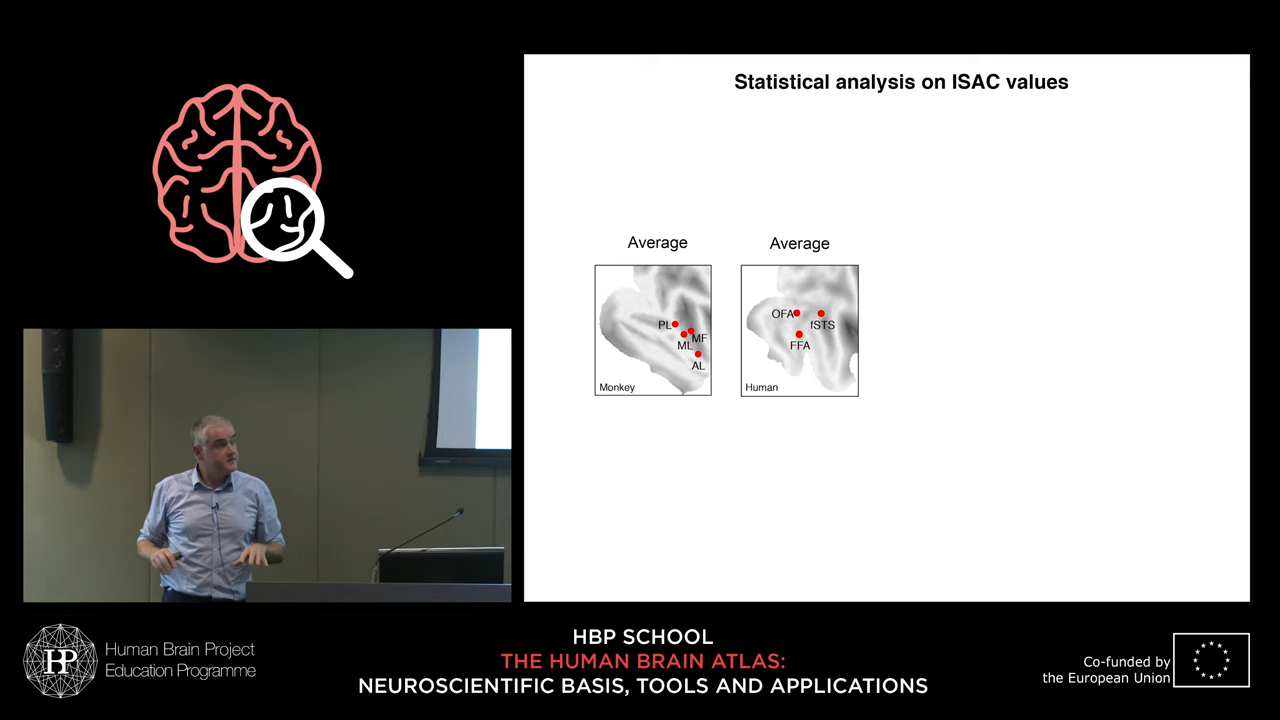 Statistical analysis on ISAC values
Average
Average
PL
MF
ML
AL
Monkey
OFA
fSTS
FFA
Human
HBP
Human Brain Project
Education Programme
HBP SCHOOL
THE HUMAN BRAIN ATLAS:
NEUROSCIENTIFIC BASIS, TOOLS AND APPLICATIONS
Co-funded by
the European Union